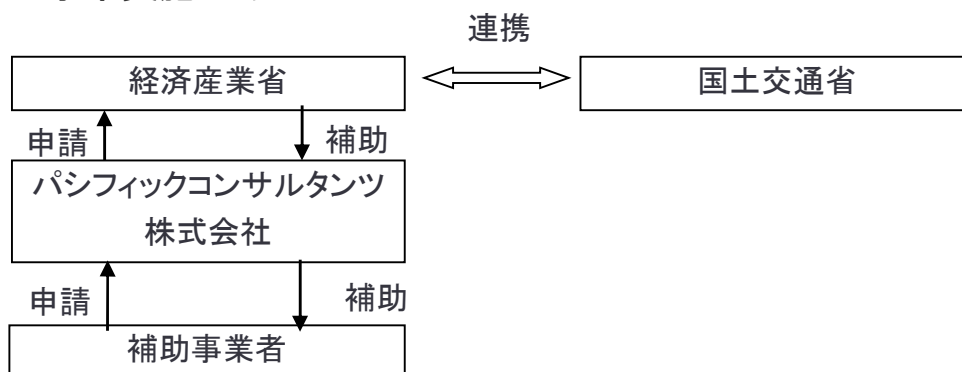 連携
経済産業省
国土交通省
申請
補助
パシフィックコンサルタンツ
株式会社
申請
補助
補助事業者